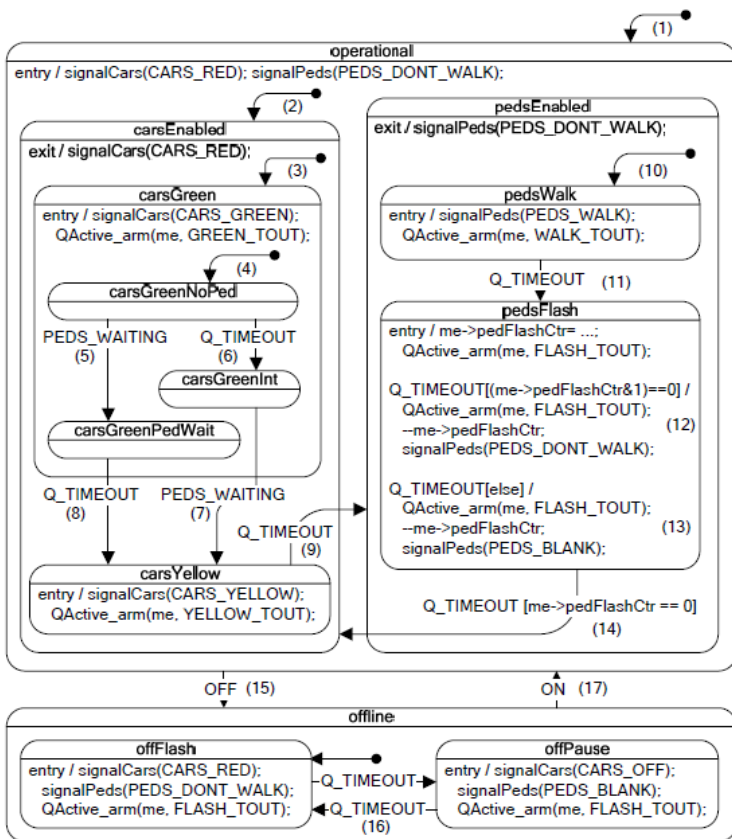 (1)
operational
entry / signalCars(CARS_RED); signalPeds(PEDS_DONT_WALK);
(2)
carsEnabled
exit / signalCars(CARS_RED);
(3)
carsGreen
entry / signalCars(CARS_GREEN);
QActive_arm(me, GREEN_TOUT);
(4)
carsGreenNoPed
PEDS_WAITING
(5)
Q_TIMEOUT
(6)
carsGreenInt
carsGreenPedWait
Q_TIMEOUT
(8)
PEDS_WAITING
(7)
Q_TIMEOUT
(9)
carsYellow
entry / signalCars(CARS_YELLOW);
QActive_arm(me, YELLOW_TOUT);
pedsEnabled
exit / signalPeds(PEDS_DONT_WALK);
(10)
pedsWalk
entry / signalPeds(PEDS_WALK);
QActive_arm(me, WALK_TOUT);
Q_TIMEOUT (11)
pedsFlash
entry / me->pedFlashCtr= ...;
QActive_arm(me, FLASH_TOUT);
Q_TIMEOUT[(me->pedFlashCtr&1)==0] /
QActive_arm(me, FLASH_TOUT);
--me->pedFlashCtr; (12)
signalPeds(PEDS_DONT_WALK);
Q_TIMEOUT[else] /
QActive_arm(me, FLASH_TOUT);
--me->pedFlashCtr; (13)
signalPeds(PEDS_BLANK);
Q_TIMEOUT [me->pedFlashCtr == 0]
(14)
OFF (15)
ON (17)
offline
offFlash
entry / signalCars(CARS_RED);
signalPeds(PEDS_DONT_WALK);
QActive_arm(me, FLASH_TOUT);
Q_TIMEOUT
Q_TIMEOUT
(16)
offPause
entry / signalCars(CARS_OFF);
signalPeds(PEDS_BLANK);
QActive_arm(me, FLASH_TOUT);